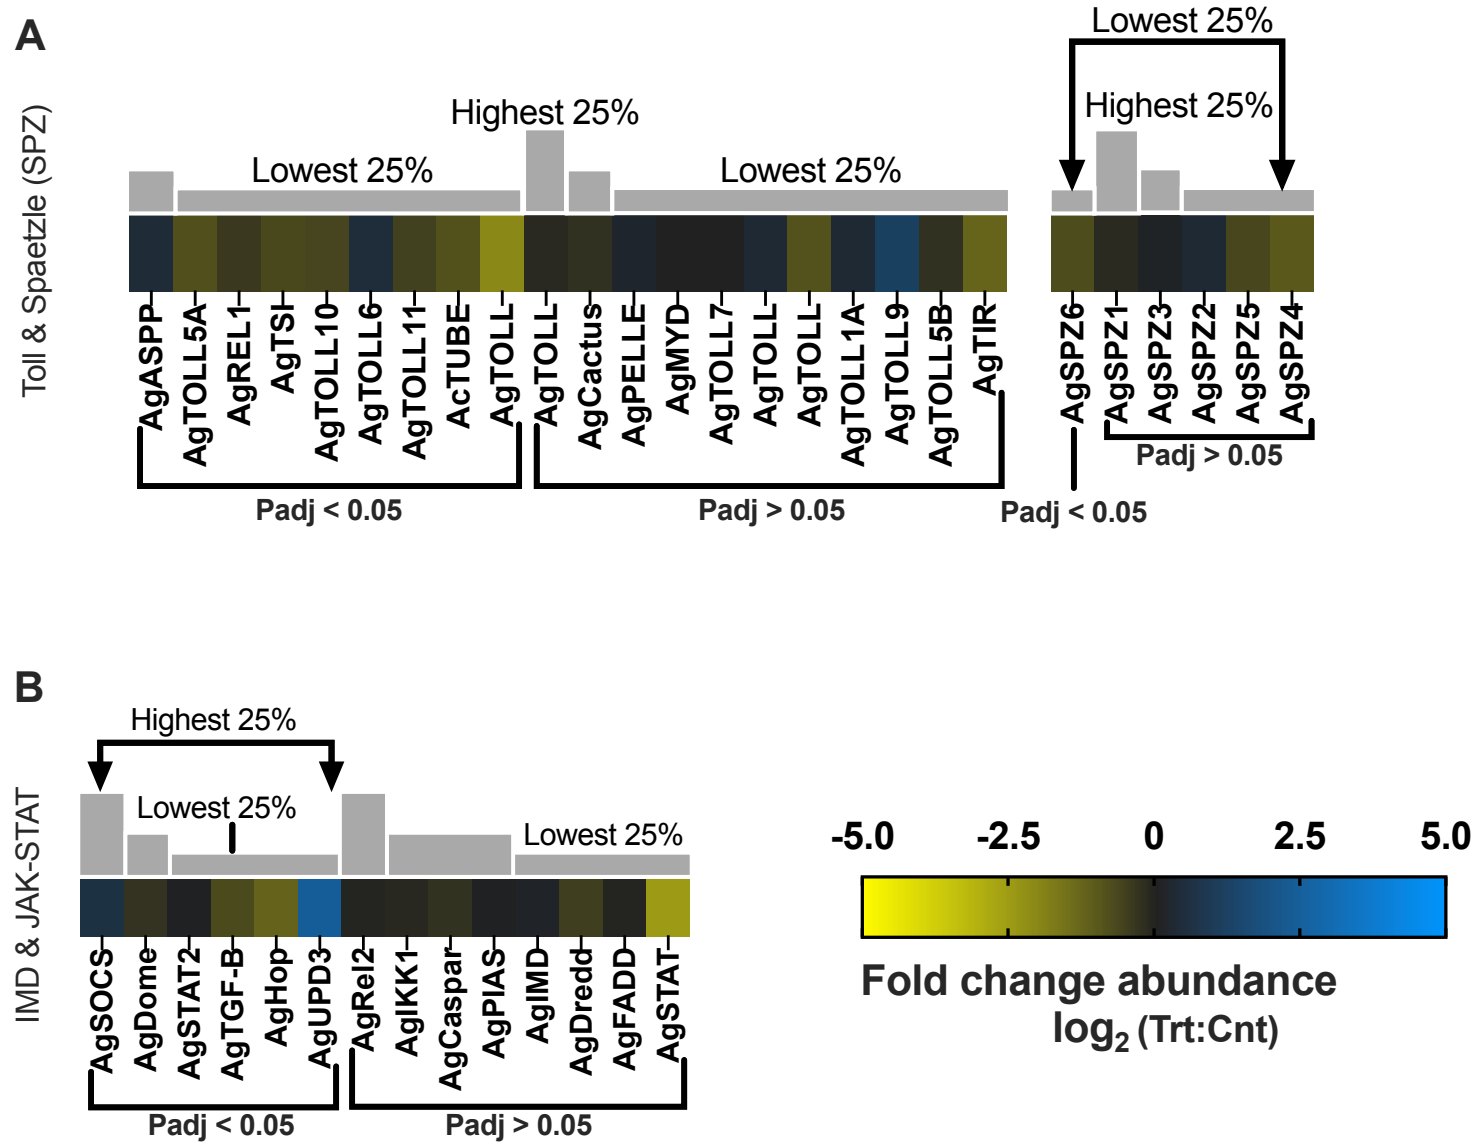 A
Toll & Spaetzle (SPZ)
Lowest 25%
Highest 25%
Lowest 25%
Lowest 25%
Highest 25%
AgASPP
AgTOLL5A
AgREL1
AgTSH
AgTOLL10
AgTOLL6
AgTOLL11
AcTUBE
AgTOLL
AgTOLL
AgCactus
AgPELLE
AgMYD
AgTOLL7
AgTOLL
AgTOLL
AgTOLL1A
AgTOLL9
AgTOLL5B
AgTIR
AgSPZ6
AgSPZ1
AgSPZ3
AgSPZ2
AgSPZ5
AgSPZ4
Padj < 0.05
Padj > 0.05
Padj < 0.05
Padj > 0.05
B
IMD & JAK-STAT
Highest 25%
Lowest 25%
Lowest 25%
AgSOCS
AgDome
AgSTAT2
AgTGF-B
AgHop
AgUPD3
AgRel2
AgIKK1
AgCaspar
AgPIAS
AgIMD
AgDredd
AgFADD
AgSTAT
Padj < 0.05
Padj > 0.05
-5.0 -2.5 0 2.5 5.0
Fold change abundance
log2 (Trt:Cnt)